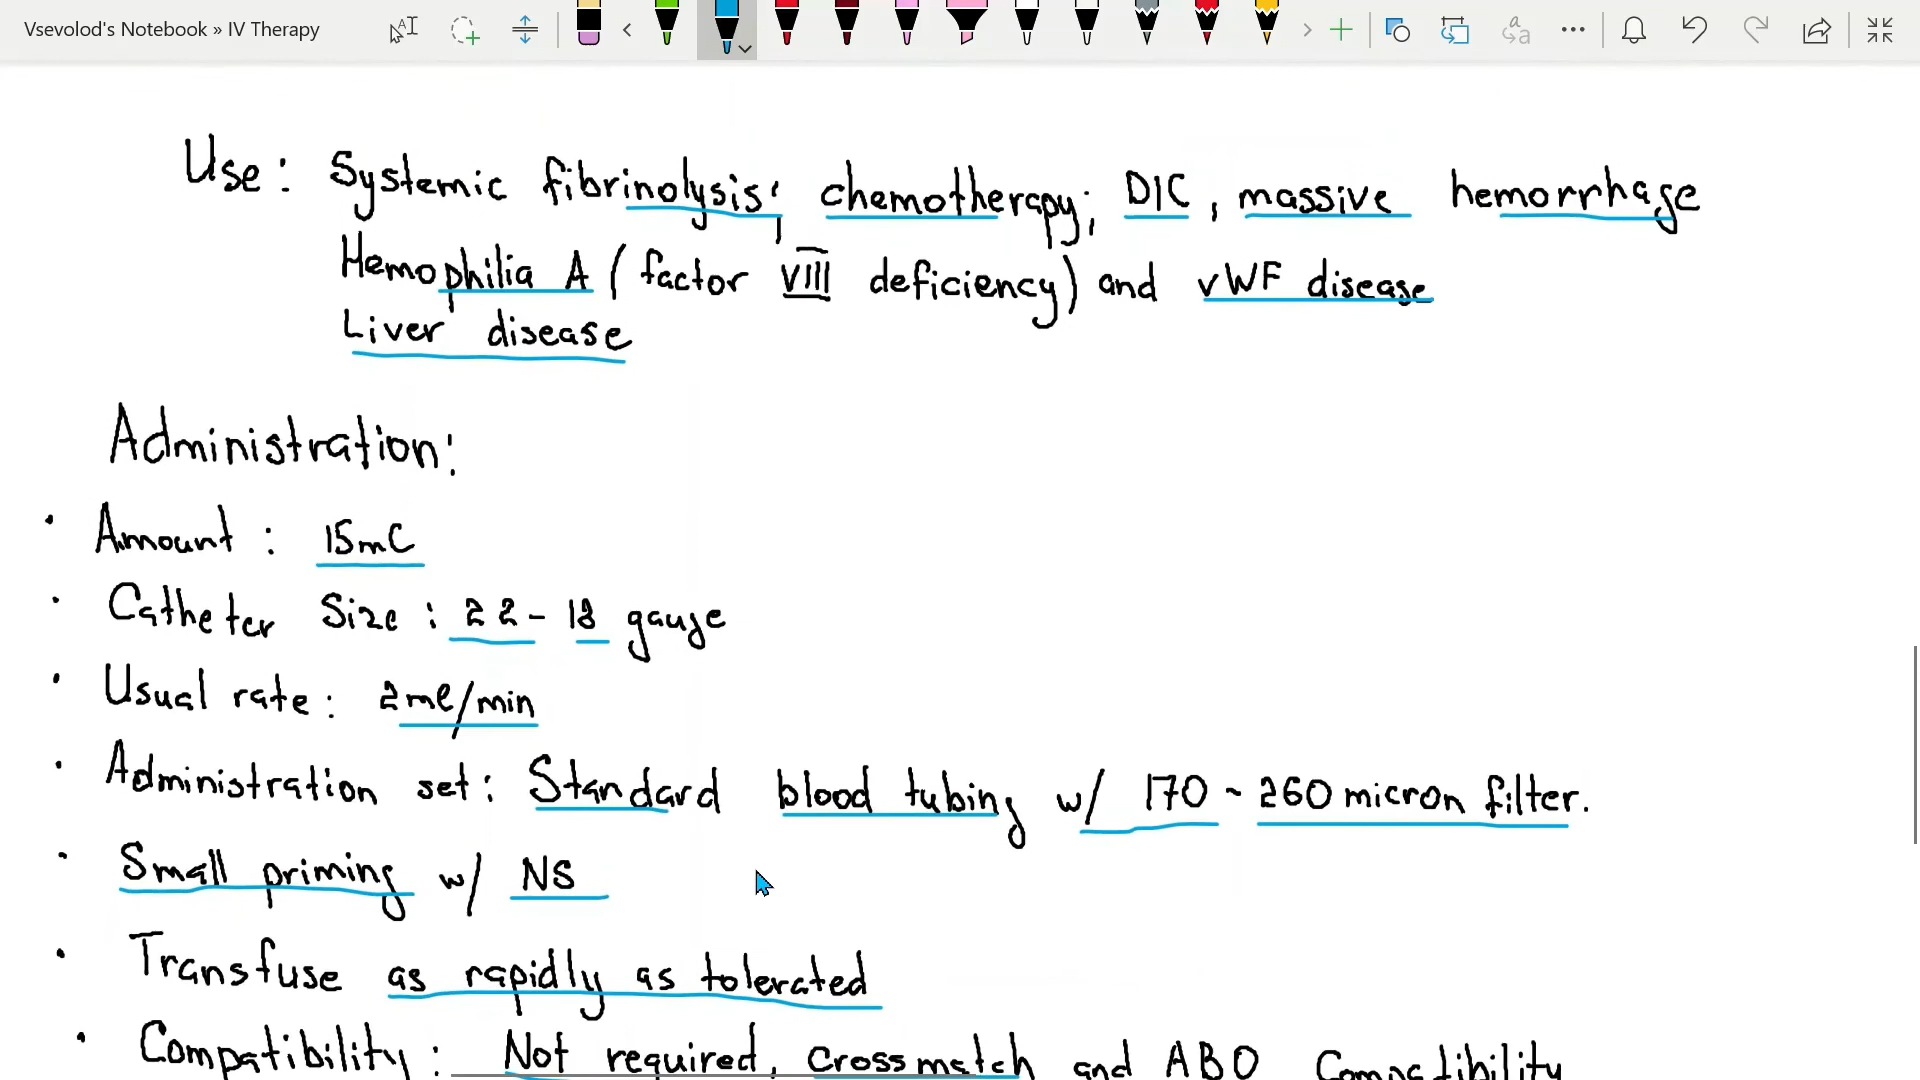 Vsevolod's Notebook » IV Therapy
Use: Systemic fibrinolysis; chemotherapy; DIC, massive hemorrhage
Hemophilia A (factor VIII deficiency) and vWF disease
Liver disease
Administration:
· Amount: 15mL
· Catheter Size: 22-18 gauge
· Usual rate: 2ml/min
· Administration set: Standard blood tubing w/ 170 ~ 260 micron filter.
· Small priming w/ NS
· Transfuse as rapidly as tolerated
· Compatibility: Not required, crossmatch and ABO Compatibility